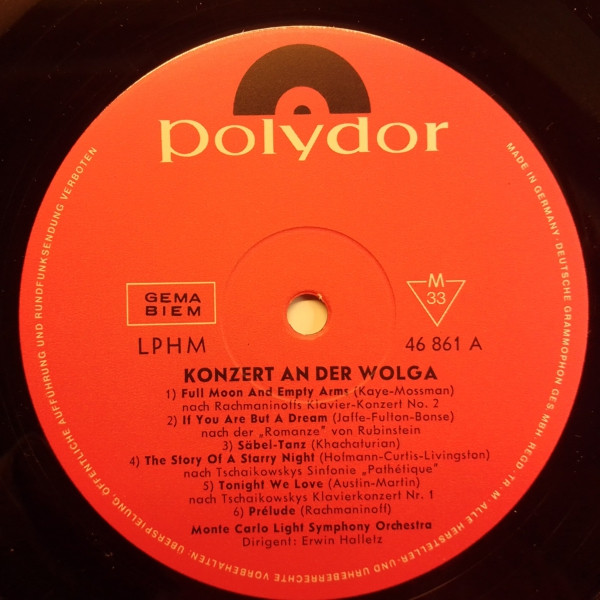 polydor
GEMA
BIEM
M
33
LPHM
46 861 A
KONZERT AN DER WOLGA
1) Full Moon And Empty Arms (Kaye-Mossman)
nach Rachmaninotts Klavier-Konzert No. 2
2) If You Are But A Dream (Jaffe-Fulton-Bonse)
nach der „Romanze" von Rubinstein
3) Säbel-Tanz (Khachaturian)
4) The Story Of A Starry Night (Hofmann-Curtis-Livingston)
nach Tschaikowskys Sinfonie „Pathétique"
5) Tonight We Love (Austin-Martin)
nach Tschaikowskys Klavierkonzert Nr. 1
6) Prélude (Rachmaninoff)
Monte Carlo Light Symphony Orchestra
Dirigent: Erwin Halletz
MADE IN GERMANY · DEUTSCHE GRAMMOPHON GES MBH · REGD. TR. M. · ALLE HERSTELLER- UND URHEBERRECHTE VORBEHALTEN: ÜBERSPIELUNG, ÖFFENTLICHE AUFFÜHRUNG UND RUNDFUNKSENDUNG VERBOTEN